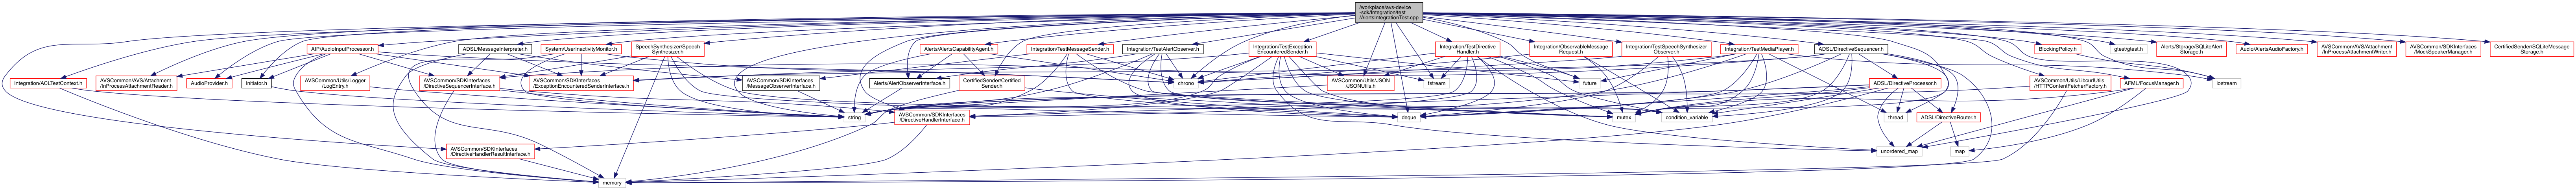 /workplace/avs-device
-sdk/Integration/test
/AlertsIntegrationTest.cpp
AIP/AudioInputProcessor.h
ADSL/MessageInterpreter.h
System/UserInactivityMonitor.h
SpeechSynthesizer/Speech
Synthesizer.h
Alerts/AlertsCapabilityAgent.h
Integration/TestMessageSender.h
Integration/TestAlertObserver.h
Integration/TestException
EncounteredSender.h
Integration/TestDirective
Handler.h
Integration/ObservableMessage
Request.h
Integration/TestSpeechSynthesizer
Observer.h
Integration/TestMediaPlayer.h
ADSL/DirectiveSequencer.h
BlockingPolicy.h
gtest/gtest.h
Alerts/Storage/SQLiteAlert
Storage.h
Audio/AlertsAudioFactory.h
AVSCommon/AVS/Attachment
/InProcessAttachmentWriter.h
AVSCommon/SDKInterfaces
/MockSpeakerManager.h
CertifiedSender/SQLiteMessage
Storage.h
Integration/ACLTestContext.h
AVSCommon/AVS/Attachment
/InProcessAttachmentReader.h
AudioProvider.h
Initiator.h
AVSCommon/Utils/Logger
/LogEntry.h
AVSCommon/SDKInterfaces
/DirectiveSequencerInterface.h
AVSCommon/SDKInterfaces
/ExceptionEncounteredSenderInterface.h
AVSCommon/SDKInterfaces
/MessageObserverInterface.h
Alerts/AlertObserverInterface.h
CertifiedSender/Certified
Sender.h
chrono
AVSCommon/Utils/JSON
/JSONUtils.h
fstream
future
ADSL/DirectiveProcessor.h
AVSCommon/Utils/LibcurlUtils
/HTTPContentFetcherFactory.h
AFML/FocusManager.h
iostream
string
AVSCommon/SDKInterfaces
/DirectiveHandlerInterface.h
deque
mutex
condition_variable
thread
ADSL/DirectiveRouter.h
AVSCommon/SDKInterfaces
/DirectiveHandlerResultInterface.h
unordered_map
map
memory